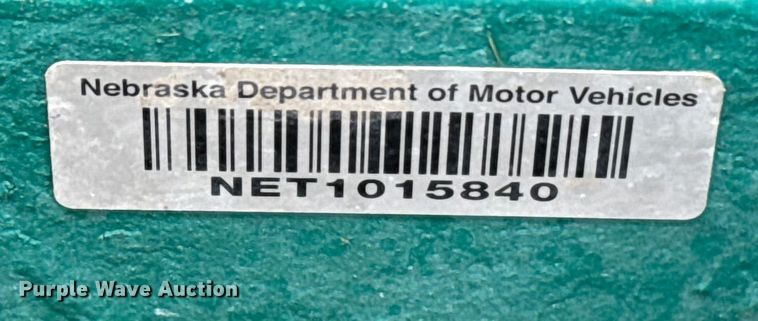 Nebraska Department of Motor Vehicles
NET1015840
Purple Wave Auction